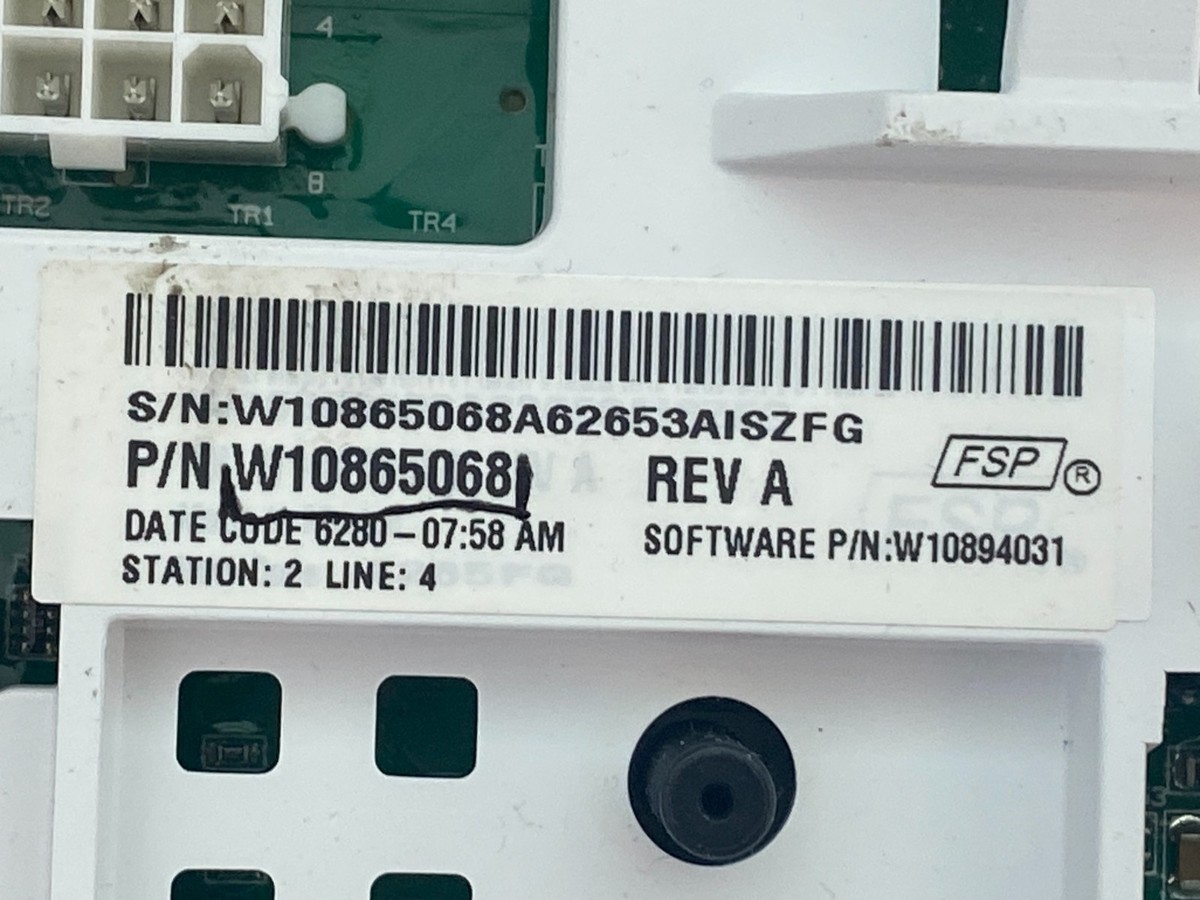 4
8
TR2
TR1
TR4
S/N:W10865068A62653AISZFG
P/N W10865068
REV A
FSP ®
DATE CODE 6280-07:58 AM
SOFTWARE P/N:W10894031
STATION: 2 LINE: 4